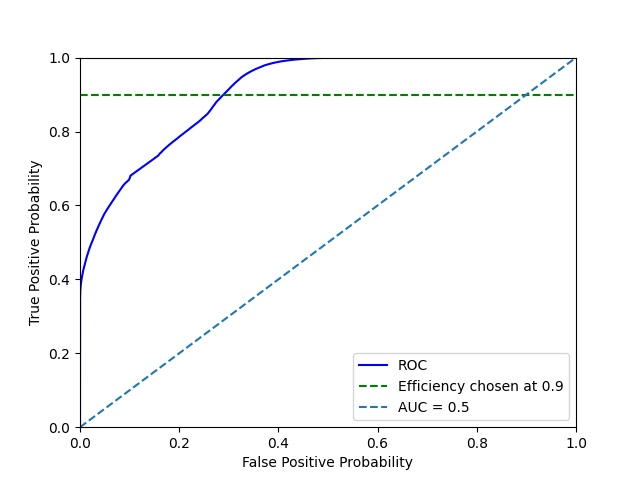 1.0
0.8
0.6
0.4
0.2
0.0
True Positive Probability
0.0 0.2 0.4 0.6 0.8 1.0
False Positive Probability
ROC
Efficiency chosen at 0.9
AUC = 0.5